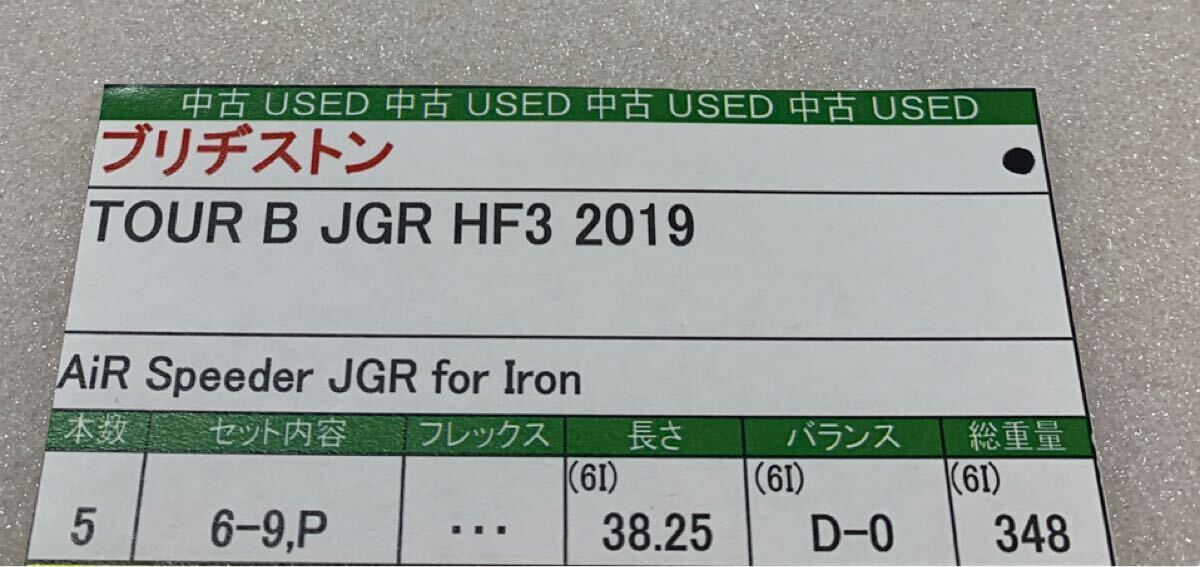 中古 USED 中古 USED 中古 USED 中古 USED
ブリヂストン
TOUR B JGR HF3 2019
AiR Speeder JGR for Iron
本数 セット内容 フレックス 長さ バランス 総重量
(6I) (6I) (6I)
5 6-9,P ... 38.25 D-0 348